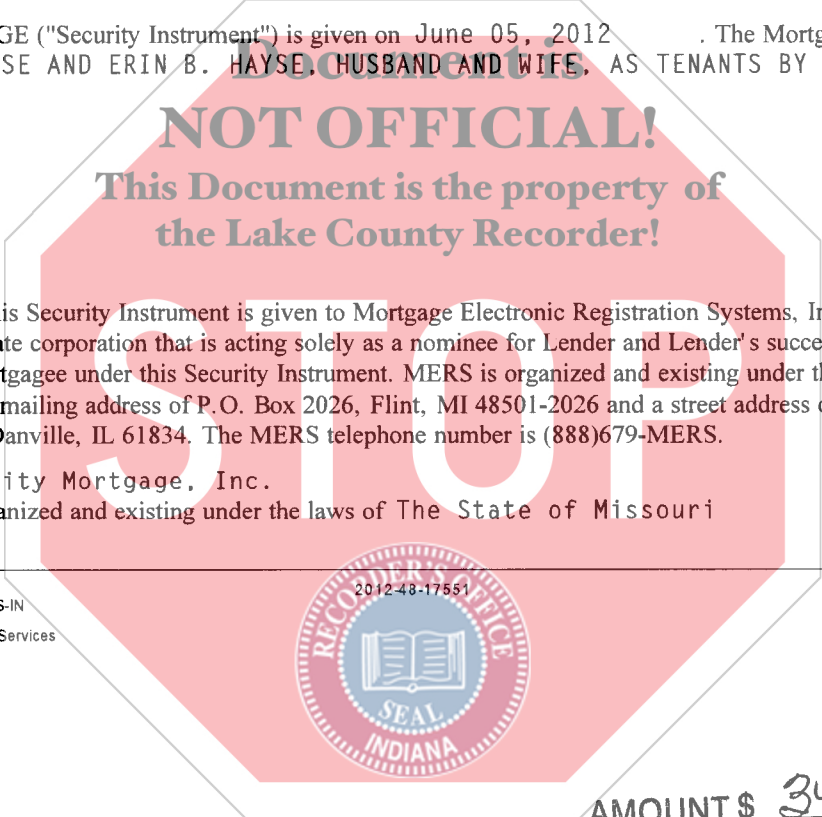 GE ("Security Instrument") is given on June 05, 2012 . The Mortg
SE AND ERIN B. HAYSE, HUSBAND AND WIFE, AS TENANTS BY
Document is
NOT OFFICIAL!
This Document is the property of
the Lake County Recorder!
is Security Instrument is given to Mortgage Electronic Registration Systems, In
te corporation that is acting solely as a nominee for Lender and Lender's succe
tgagee under this Security Instrument. MERS is organized and existing under th
mailing address of P.O. Box 2026, Flint, MI 48501-2026 and a street address o
Danville, IL 61834. The MERS telephone number is (888)679-MERS.
STOP
ity Mortgage, Inc.
anized and existing under the laws of The State of Missouri
2012-48-17551
S-IN
Services
RECORDER'S OFFICE
SEAL
INDIANA
AMOUNT $ 34